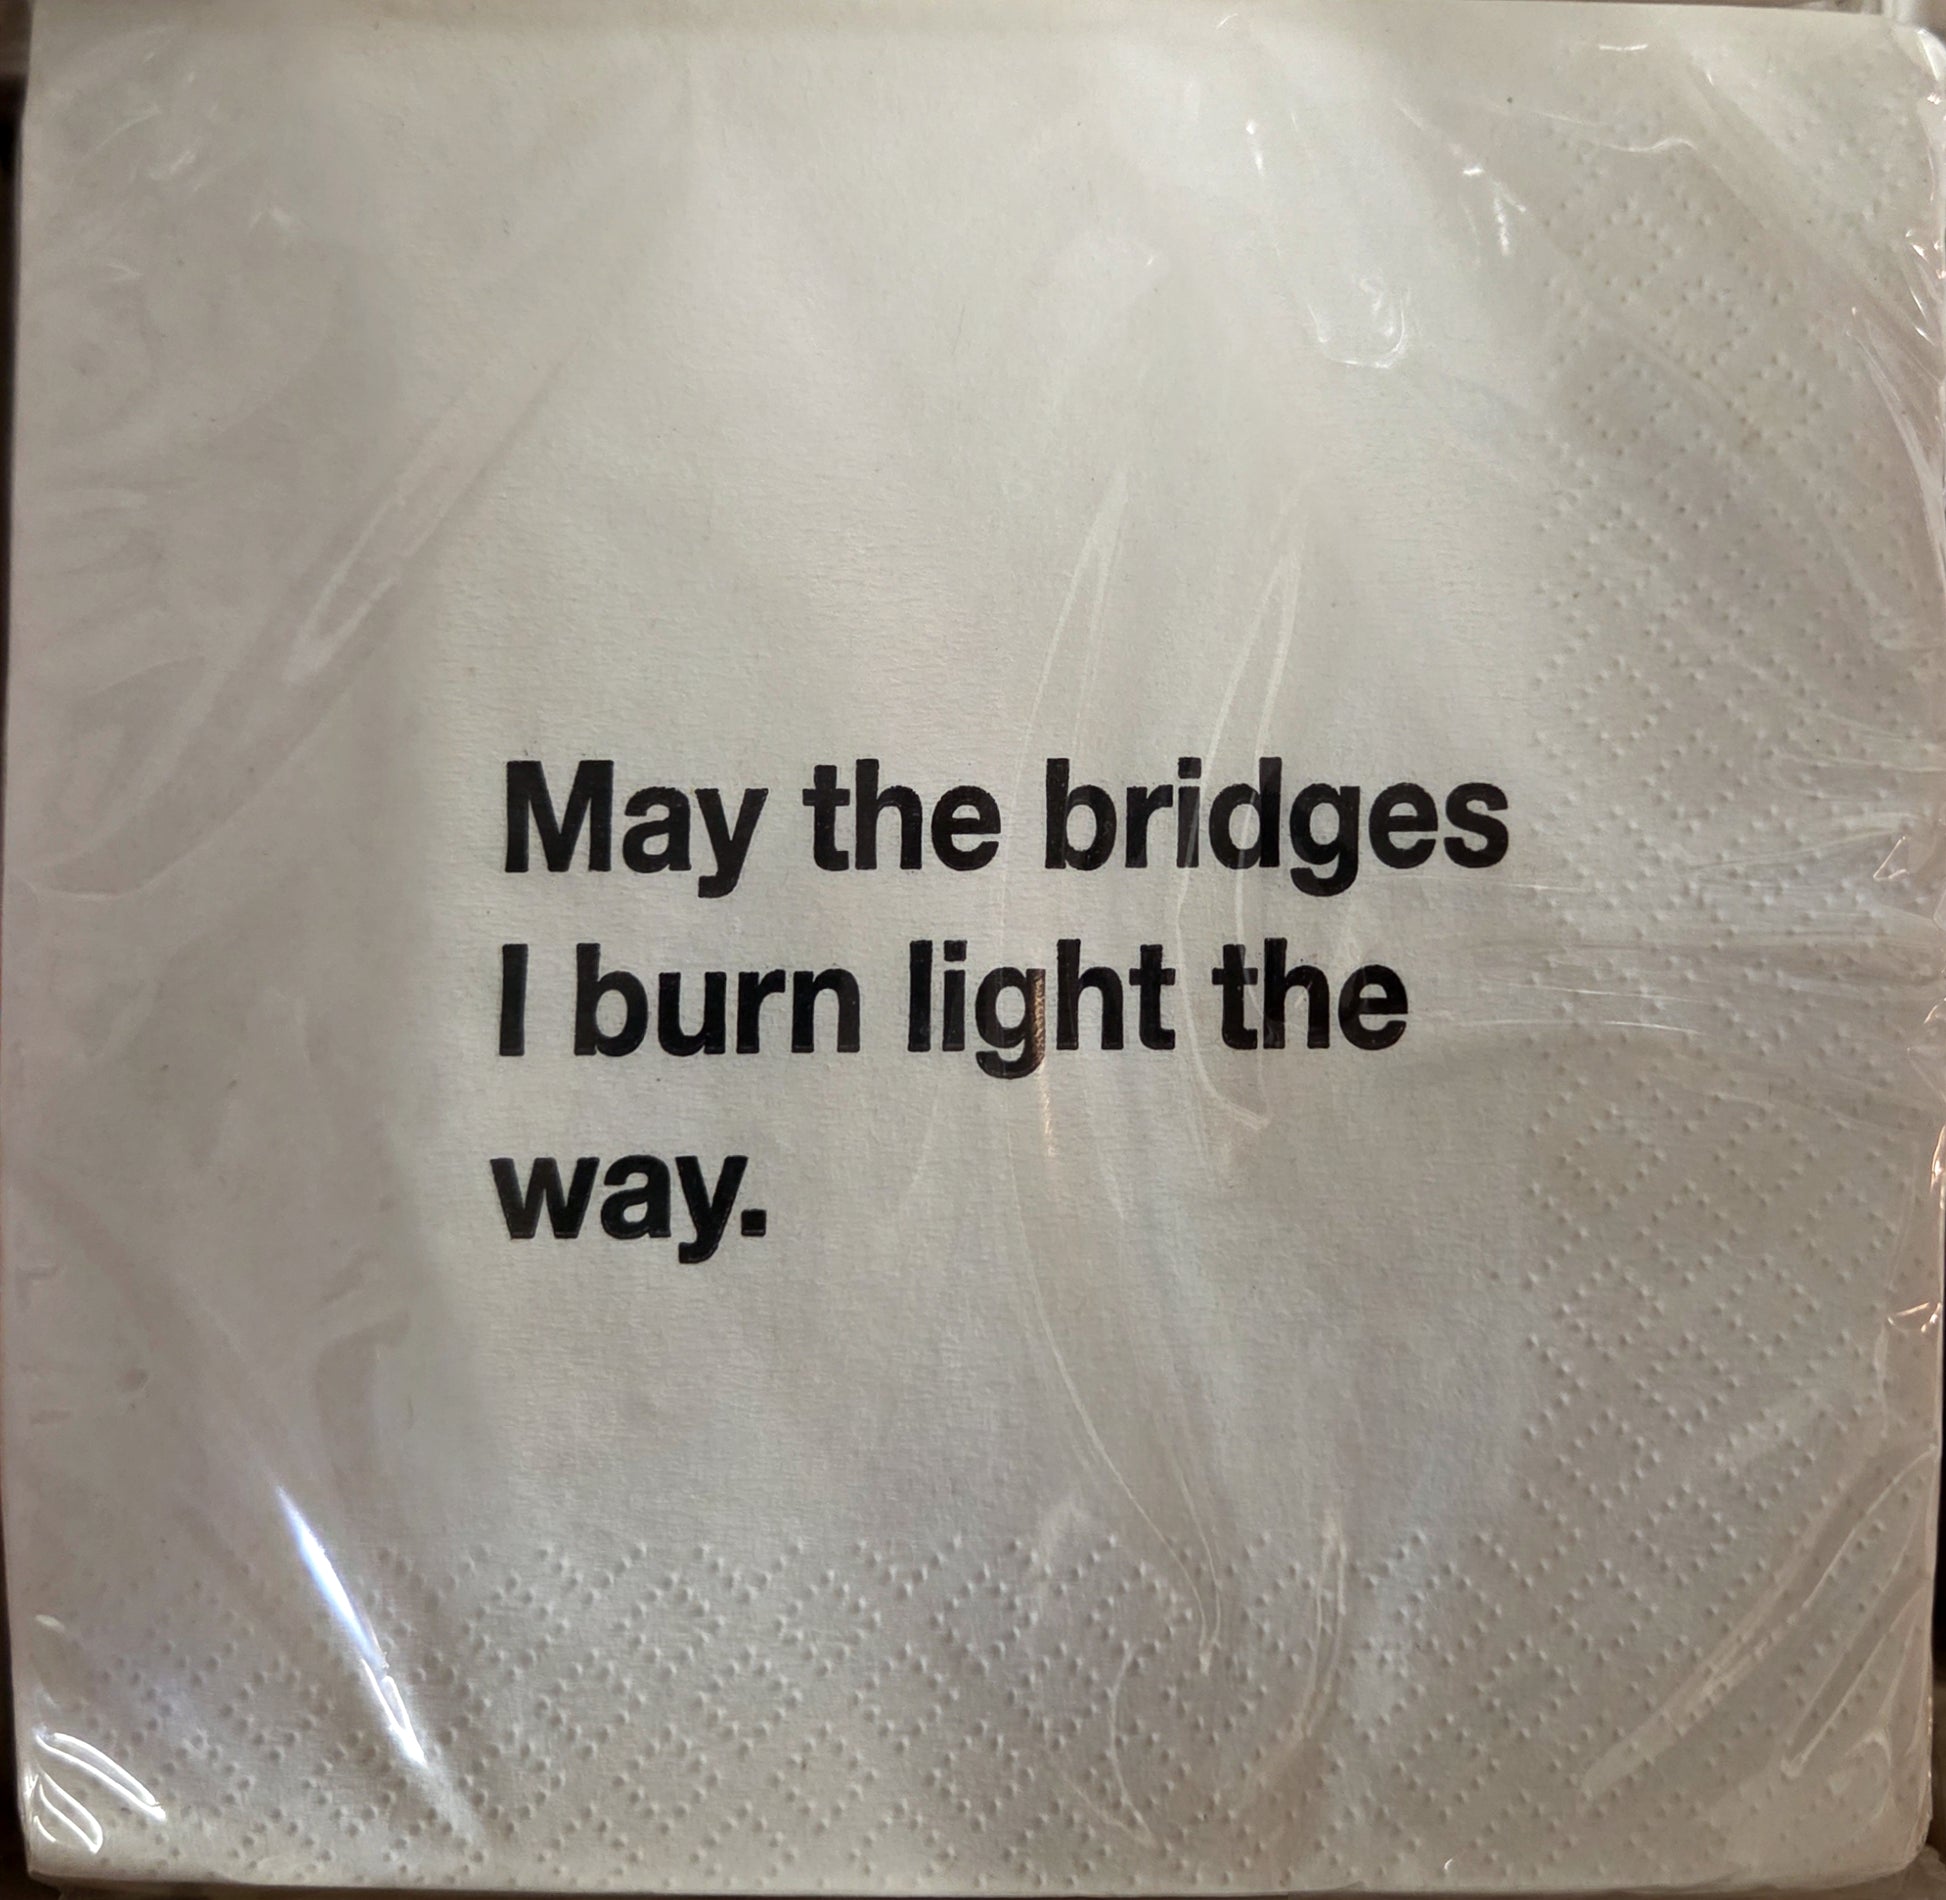 May the bridges
I burn light the
way.